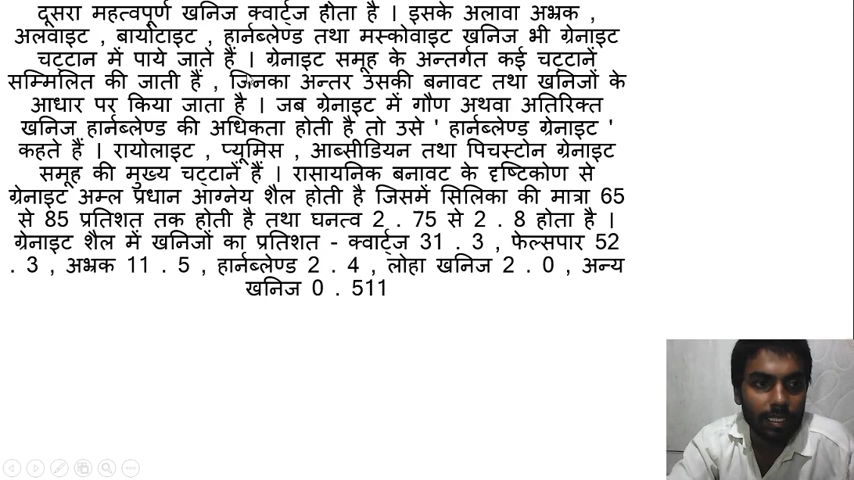 दूसरा महत्वपूर्ण खनिज क्वार्ट्ज होता है । इसके अलावा अभ्रक ,
अलवाइट , बायोटाइट , हार्नब्लेण्ड तथा मस्कोवाइट खनिज भी ग्रेनाइट
चट्टान में पाये जाते हैं । ग्रेनाइट समूह के अन्तर्गत कई चट्टानें
सम्मिलित की जाती हैं , जिनका अन्तर उसकी बनावट तथा खनिजों के
आधार पर किया जाता है । जब ग्रेनाइट में गौण अथवा अतिरिक्त
खनिज हार्नब्लेण्ड की अधिकता होती है तो उसे ' हार्नब्लेण्ड ग्रेनाइट '
कहते हैं । रायोलाइट , प्यूमिस , आब्सीडियन तथा पिचस्टोन ग्रेनाइट
समूह की मुख्य चट्टानें हैं । रासायनिक बनावट के दृष्टिकोण से
ग्रेनाइट अम्ल प्रधान आग्नेय शैल होती है जिसमें सिलिका की मात्रा 65
से 85 प्रतिशत तक होती है तथा घनत्व 2 . 75 से 2 . 8 होता है ।
ग्रेनाइट शैल में खनिजों का प्रतिशत - क्वार्ट्ज 31 . 3 , फेल्सपार 52
. 3 , अभ्रक 11 . 5 , हार्नब्लेण्ड 2 . 4 , लोहा खनिज 2 . 0 , अन्य
खनिज 0 . 511